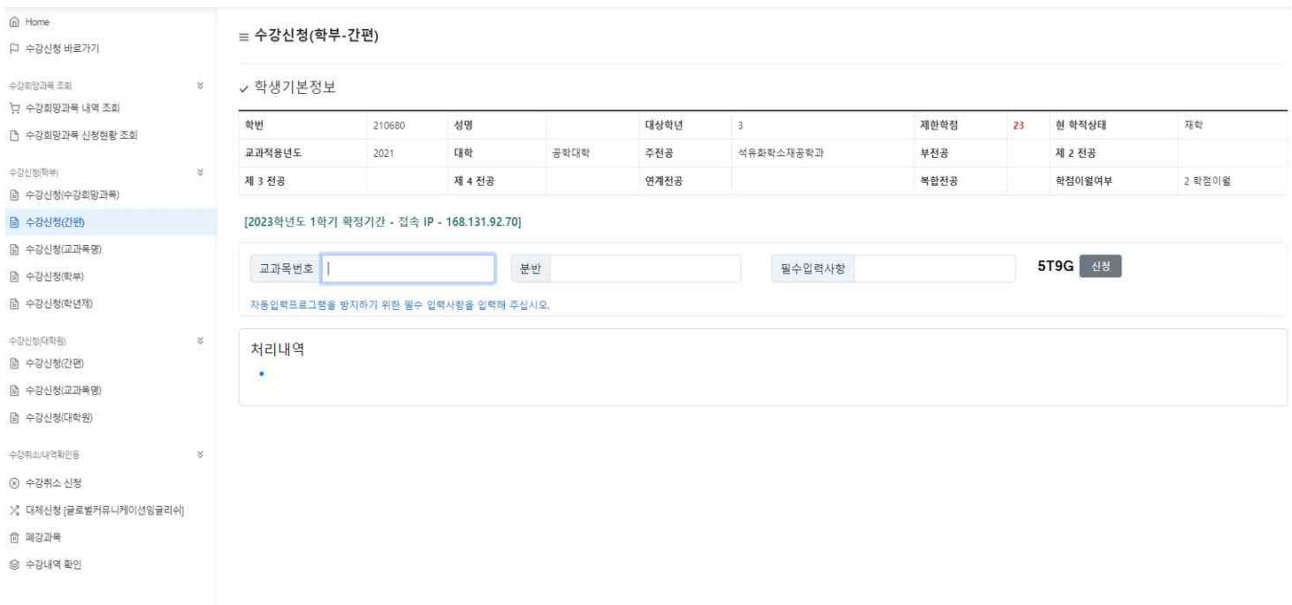 Home
수강신청 바로가기
수강희망과목 조회
수강희망과목 내역 조회
수강희망과목 신청현황 조회
수강신청(학부)
수강신청(수강희망과목)
수강신청(간편)
수강신청(교과목명)
수강신청(학부)
수강신청(학년제)
수강신청(대학원)
수강신청(간편)
수강신청(교과목명)
수강신청(대학원)
수강취소/내역확인등
수강취소 신청
대체신청 [글로벌커뮤니케이션잉글리쉬]
폐강과목
수강내역 확인
수강신청(학부-간편)
학생기본정보
학번 210680 성명 대상학년 3 제한학점 23 현 학적상태 재학
교과적용년도 2021 대학 공학대학 주전공 석유화학소재공학과 부전공 제 2 전공
제 3 전공 제 4 전공 연계전공 복합전공 학점이월여부 2 학점이월
[2023학년도 1학기 확정기간 - 접속 IP - 168.131.92.70]
교과목번호 분반 필수입력사항 5T9G 신청
자동입력프로그램을 방지하기 위한 필수 입력사항을 입력해 주십시오.
처리내역